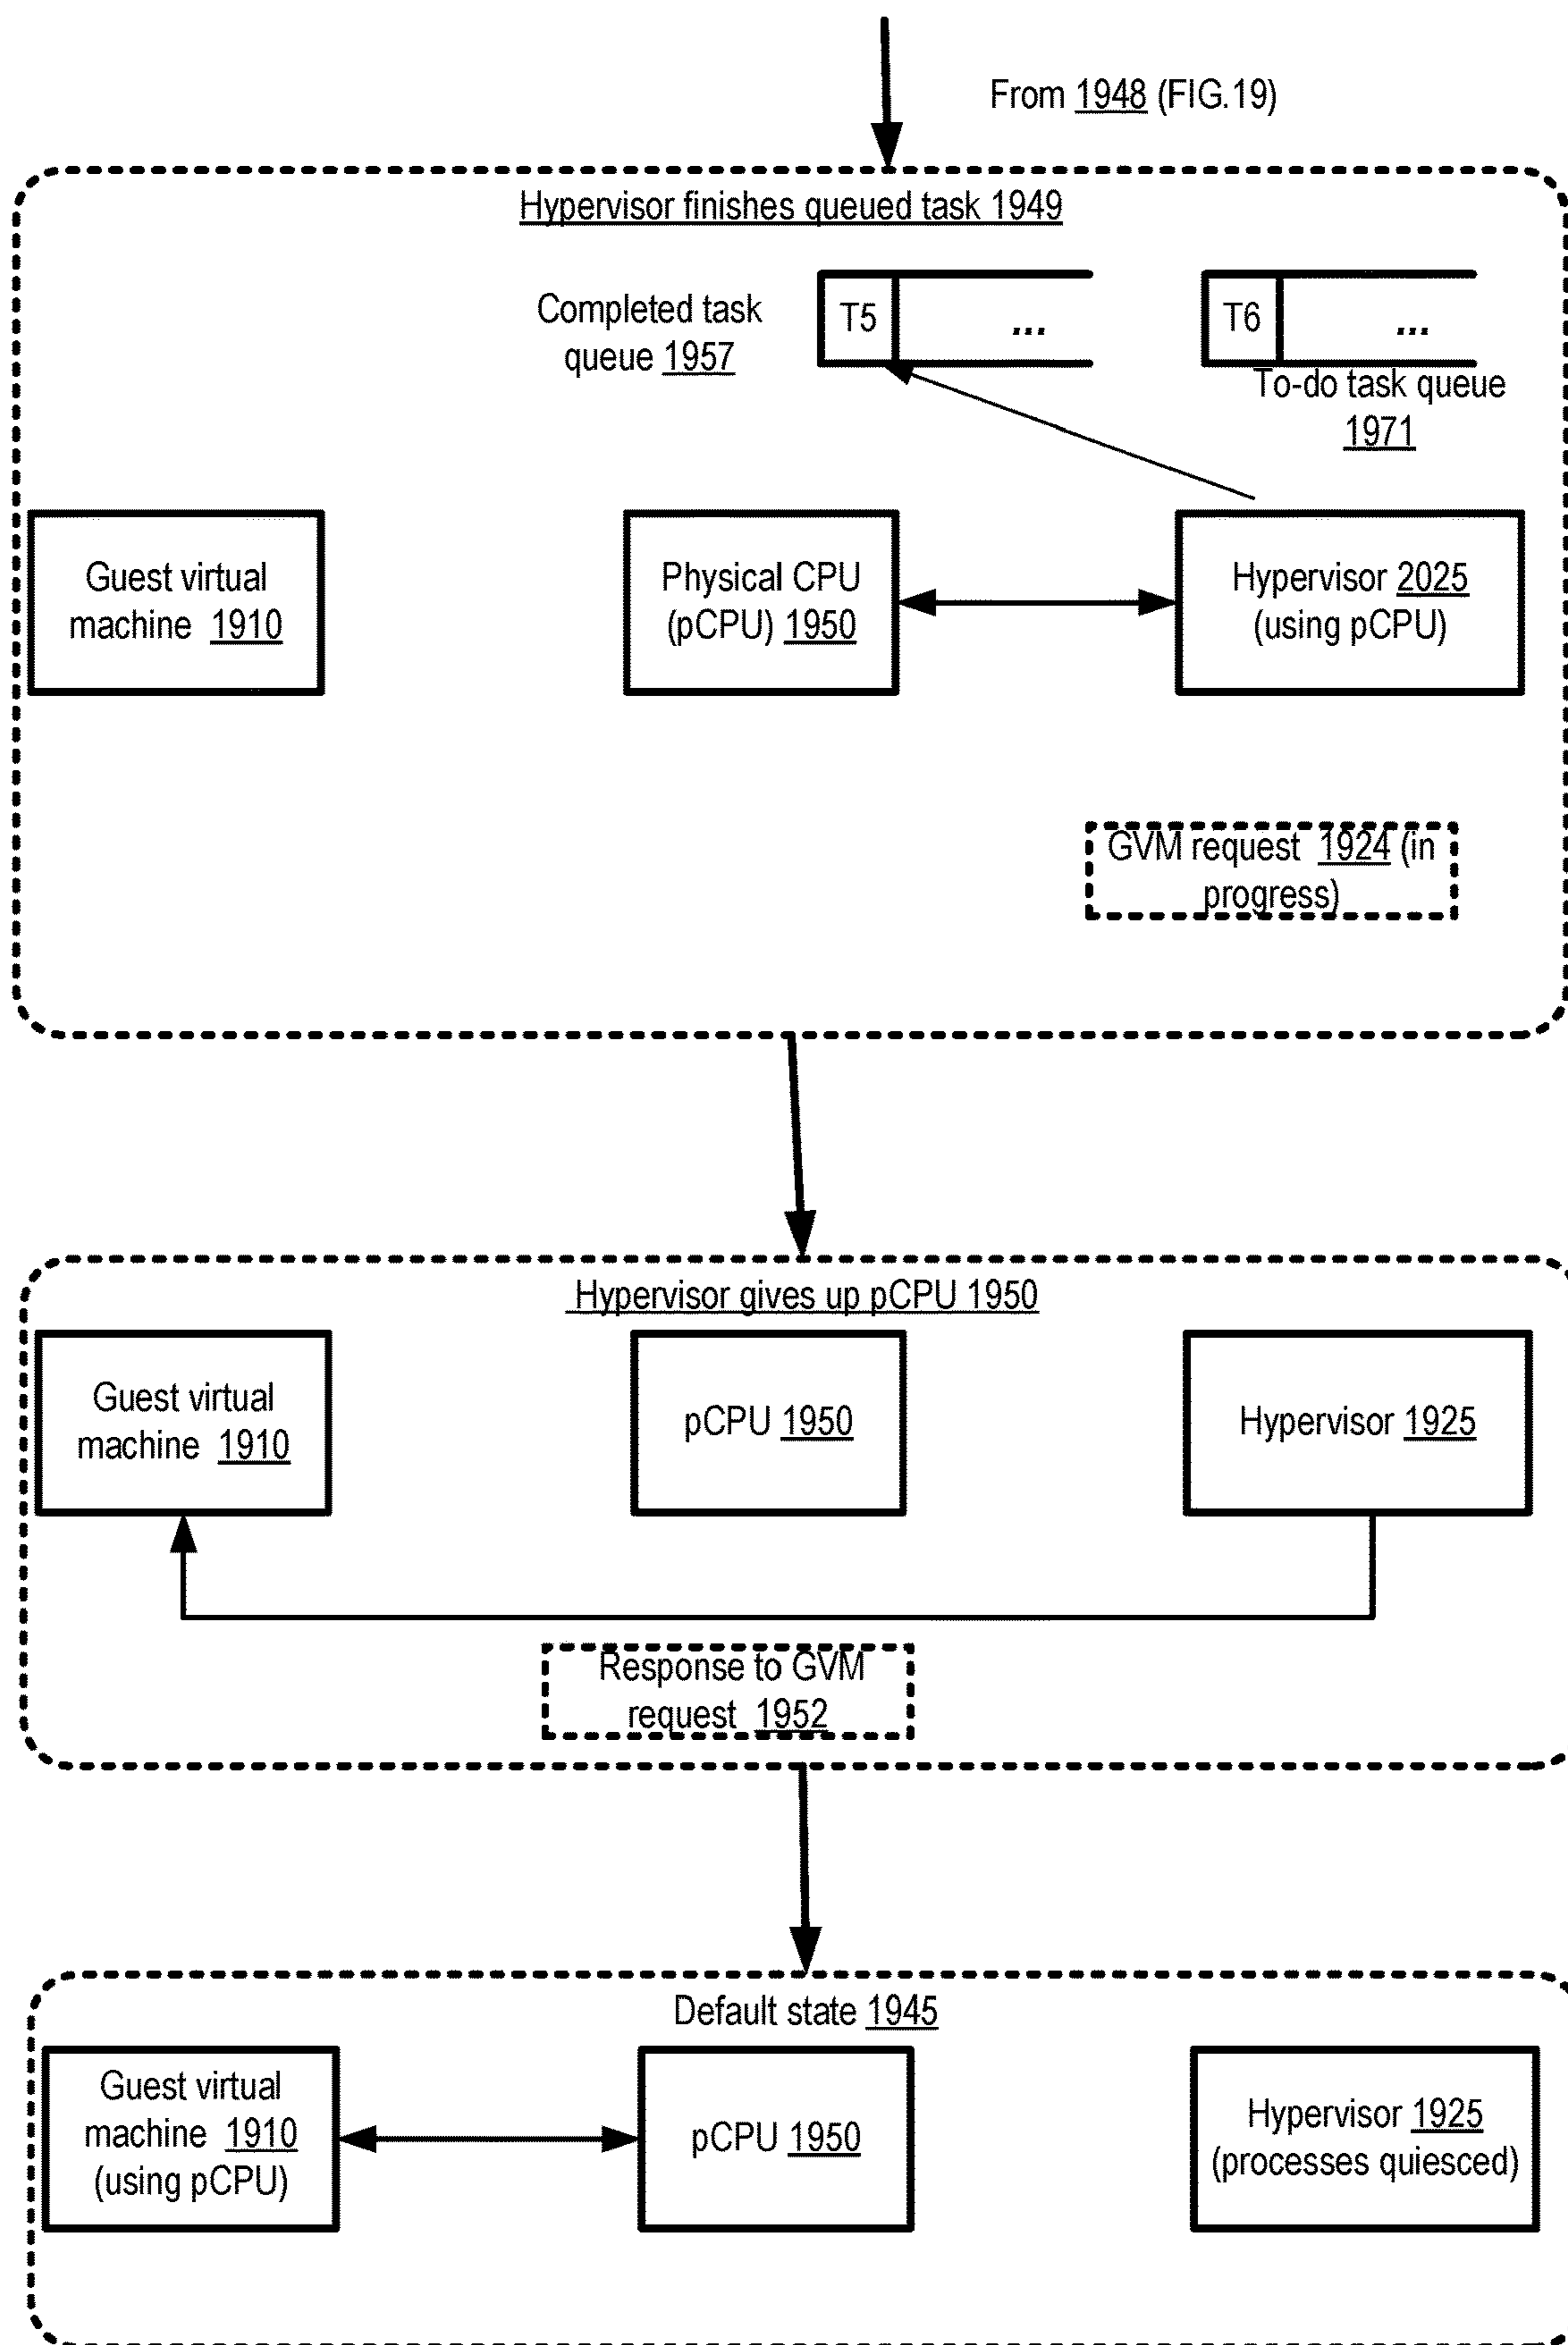 From 1948 (FIG.19)
Hypervisor finishes queued task 1949
Completed task
queue 1957
T5
...
T6
...
To-do task queue
1971
Guest virtual
machine 1910
Physical CPU
(pCPU) 1950
Hypervisor 2025
(using pCPU)
GVM request 1924 (in
progress)
Hypervisor gives up pCPU 1950
Guest virtual
machine 1910
pCPU 1950
Hypervisor 1925
Response to GVM
request 1952
Default state 1945
Guest virtual
machine 1910
(using pCPU)
pCPU 1950
Hypervisor 1925
(processes quiesced)